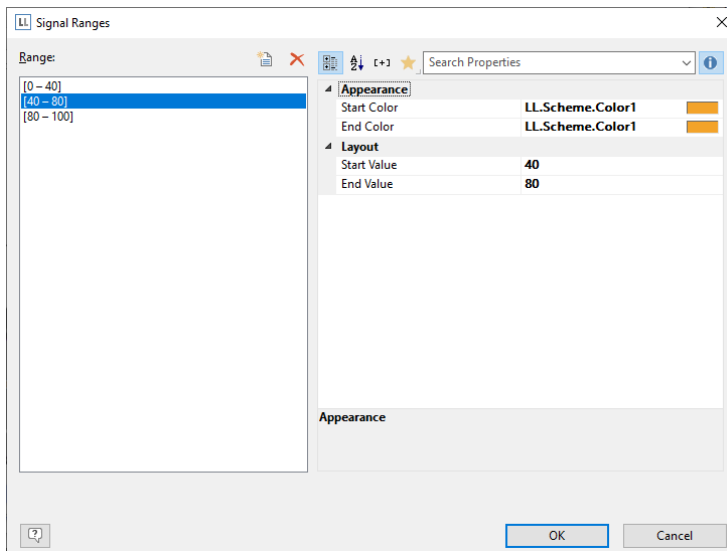 LL Signal Ranges
Range:
[+]
Search Properties
[0 – 40]
[40 – 80]
[80 – 100]
Appearance
Start Color LL.Scheme.Color1
End Color LL.Scheme.Color1
Layout
Start Value 40
End Value 80
Appearance
OK
Cancel